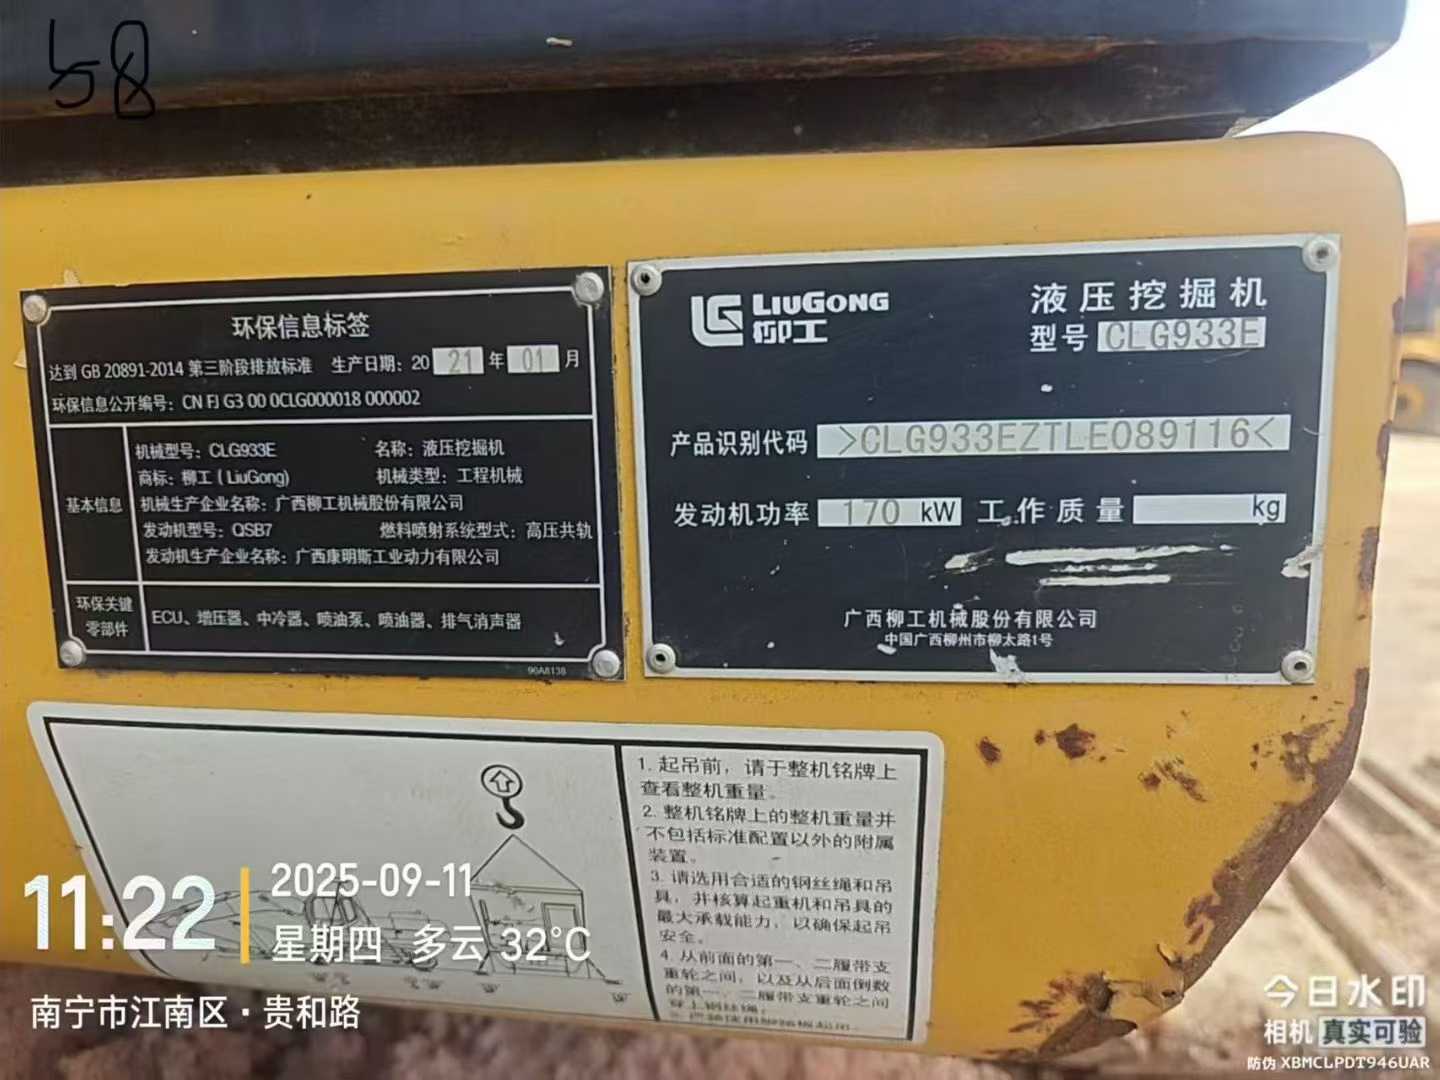 58
环保信息标签
达到 GB 20891-2014 第三阶段排放标准 生产日期: 2021年01月
环保信息公开编号: CN FJ G3 00 0CLG000018 000002
基本信息
机械型号: CLG933E 名称: 液压挖掘机
商标: 柳工 (LiuGong) 机械类型: 工程机械
机械生产企业名称: 广西柳工机械股份有限公司
发动机型号: QSB7 燃料喷射系统型式: 高压共轨
发动机生产企业名称: 广西康明斯工业动力有限公司
环保关键
零部件
ECU、增压器、中冷器、喷油泵、喷油器、排气消声器
96A8138
LIUGONG
柳工
液压挖掘机
型号 CLG933E
产品识别代码 >CLG933EZTLE089116<
发动机功率 170 kW 工作质量 kg
广西柳工机械股份有限公司
中国广西柳州市柳太路1号
1. 起吊前, 请于整机铭牌上
查看整机重量。
2. 整机铭牌上的整机重量并
不包括标准配置以外的附属
装置。
3. 请选用合适的钢丝绳和吊
具, 并核算起重机和吊具的
最大承载能力, 以确保起吊
安全。
4. 从前面的第一、二履带支
重轮之间, 以及从后面倒数
的第一、二履带支重轮之间
穿上钢丝绳;
11:22
2025-09-11
星期四 多云 32°C
南宁市江南区·贵和路
今日水印
相机 真实可验
防伪 XBMCLPDT946UAR